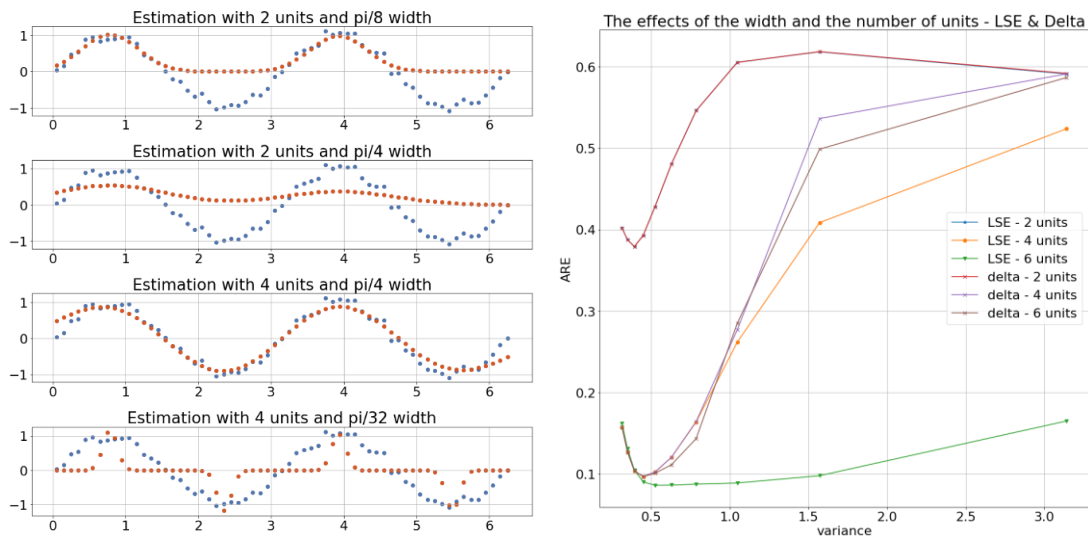 Estimation with 2 units and pi/8 width
1
0
−1
0 1 2 3 4 5 6
Estimation with 2 units and pi/4 width
1
0
−1
0 1 2 3 4 5 6
Estimation with 4 units and pi/4 width
1
0
−1
0 1 2 3 4 5 6
Estimation with 4 units and pi/32 width
1
0
−1
0 1 2 3 4 5 6
The effects of the width and the number of units - LSE & Delta
0.6
0.5
0.4
0.3
0.2
0.1
ARE
LSE - 2 units
LSE - 4 units
LSE - 6 units
delta - 2 units
delta - 4 units
delta - 6 units
0.5 1.0 1.5 2.0 2.5 3.0
variance